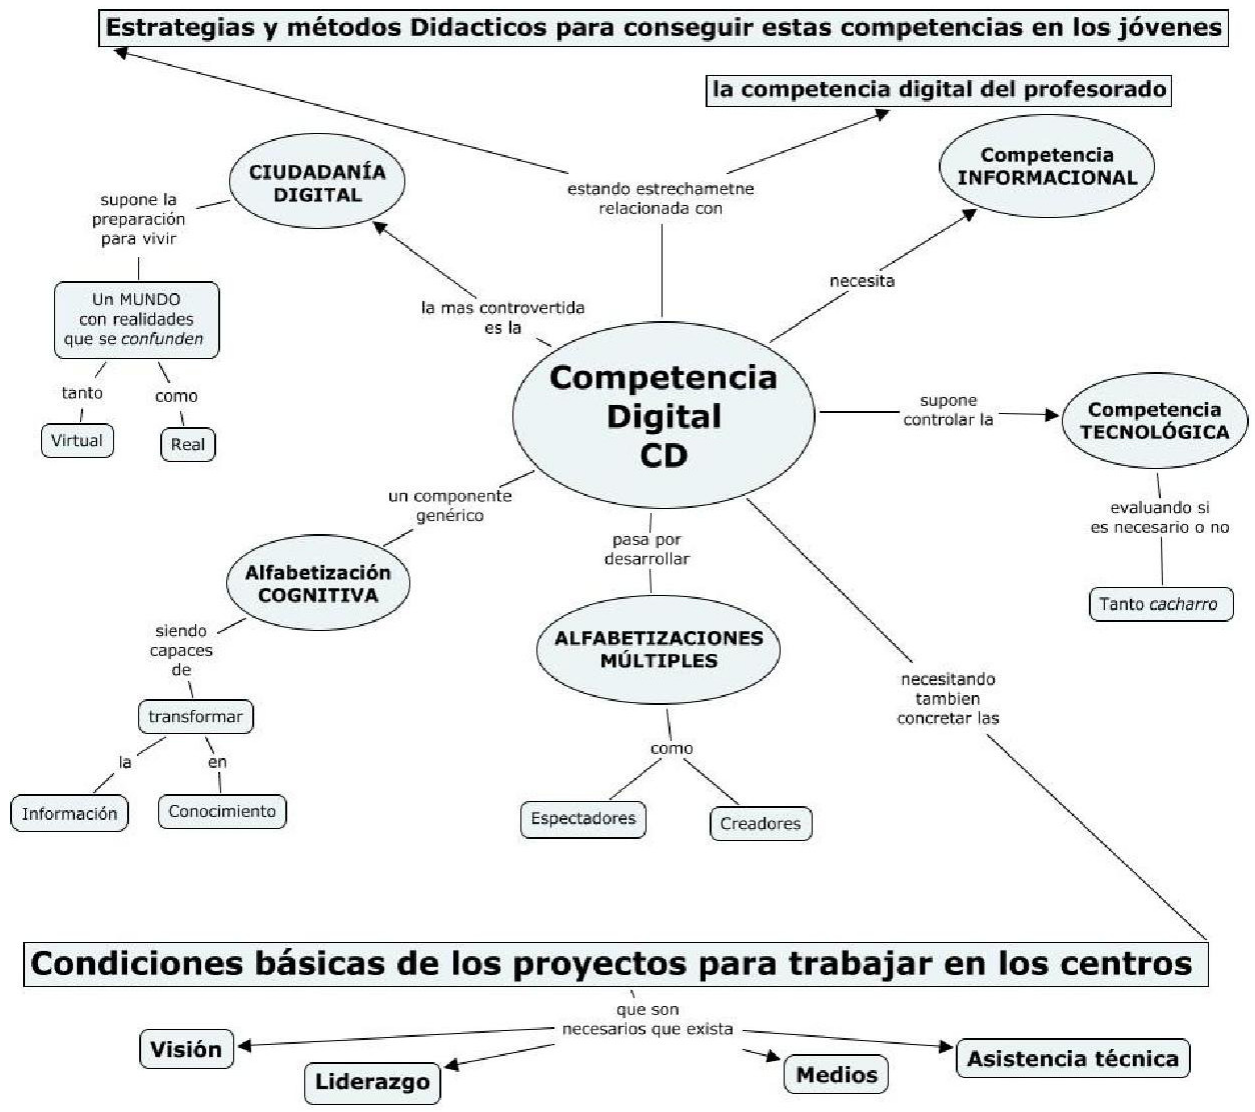 Estrategias y métodos Didacticos para conseguir estas competencias en los jóvenes
la competencia digital del profesorado
Competencia
INFORMACIONAL
CIUDADANÍA
DIGITAL
estando estrechametne
relacionada con
supone la
preparación
para vivir
necesita
Un MUNDO
con realidades
que se confunden
la mas controvertida
es la
tanto
como
Virtual
Real
Competencia
Digital
CD
supone
controlar la
Competencia
TECNOLÓGICA
evaluando si
es necesario o no
Tanto cacharro
un componente
genérico
Alfabetización
COGNITIVA
siendo
capaces
de
transformar
la
en
Información
Conocimiento
pasa por
desarrollar
ALFABETIZACIONES
MÚLTIPLES
como
Espectadores
Creadores
necesitando
tambien
concretar las
Condiciones básicas de los proyectos para trabajar en los centros
que son
necesarios que exista
Visión
Liderazgo
Medios
Asistencia técnica